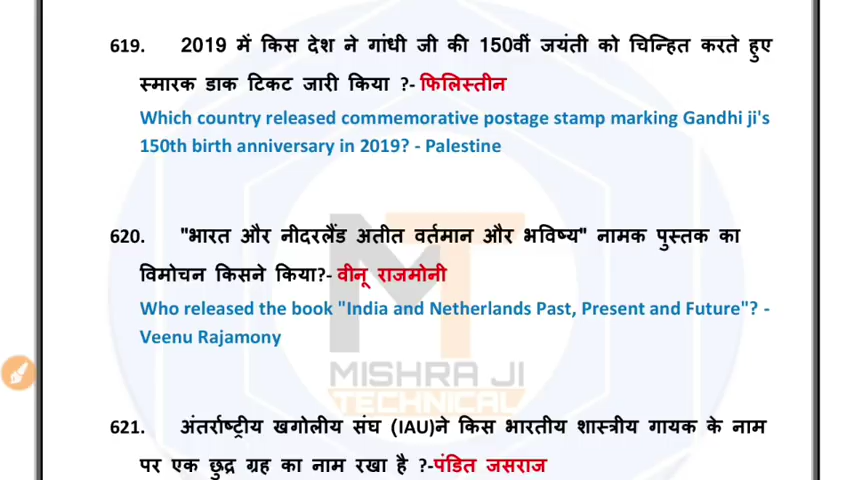 619. 2019 में किस देश ने गांधी जी की 150वीं जयंती को चिन्हित करते हुए
स्मारक डाक टिकट जारी किया ?- फिलिस्तीन
Which country released commemorative postage stamp marking Gandhi ji's
150th birth anniversary in 2019? - Palestine
620. "भारत और नीदरलैंड अतीत वर्तमान और भविष्य" नामक पुस्तक का
विमोचन किसने किया?- वीनू राजमोनी
Who released the book "India and Netherlands Past, Present and Future"? -
Veenu Rajamony
MISHRA JI
TECHNICAL
621. अंतर्राष्ट्रीय खगोलीय संघ (IAU)ने किस भारतीय शास्त्रीय गायक के नाम
पर एक छुद्र ग्रह का नाम रखा है ?-पंडित जसराज